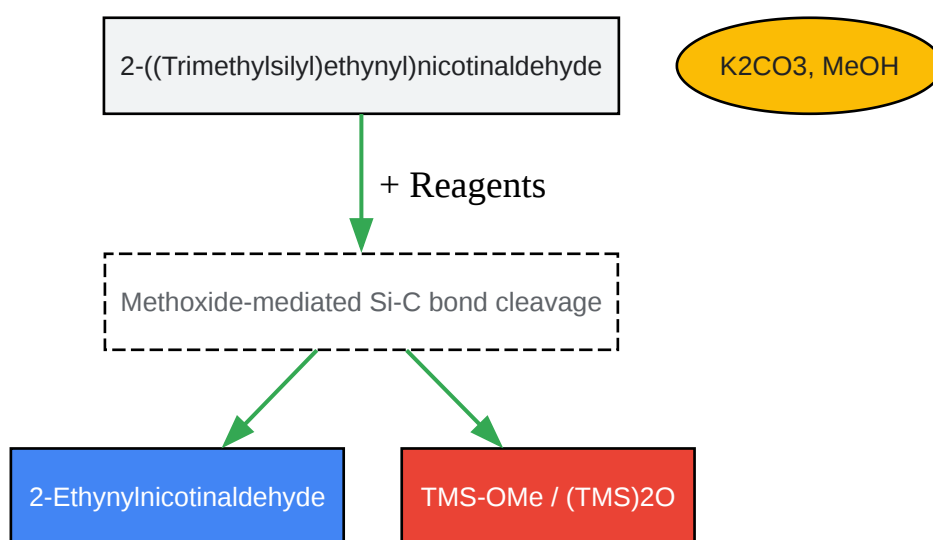 2-((Trimethylsilyl)ethynyl)nicotinaldehyde
K2CO3, MeOH
+ Reagents
Methoxide-mediated Si-C bond cleavage
2-Ethynylnicotinaldehyde
TMS-OMe / (TMS)2O